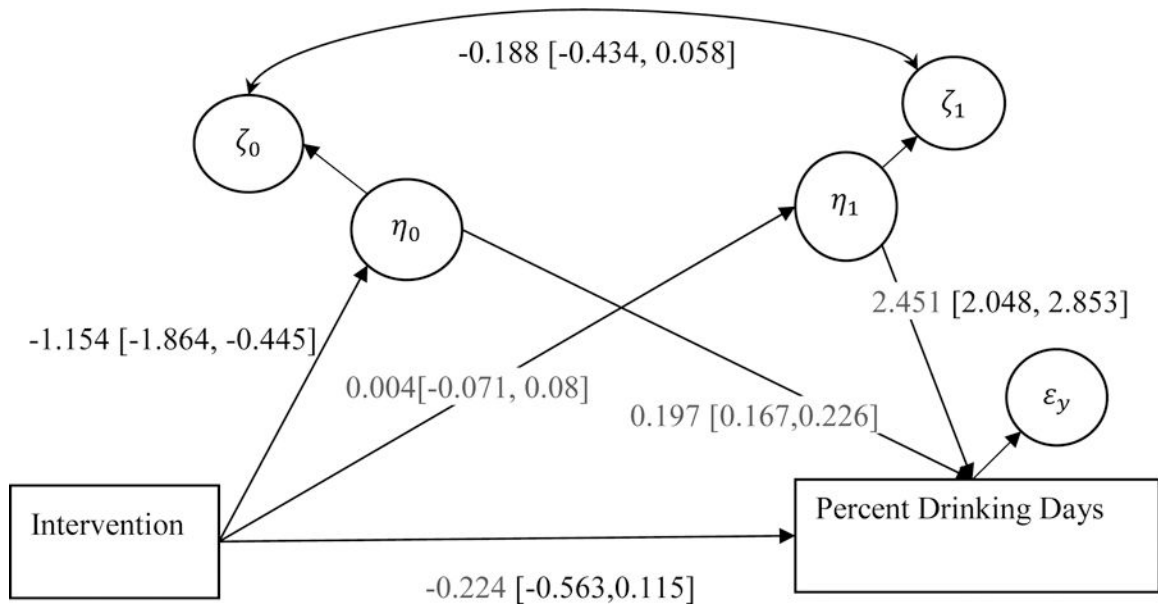 -0.188 [-0.434, 0.058]
ζ₀
ζ₁
η₀
η₁
-1.154 [-1.864, -0.445]
2.451 [2.048, 2.853]
0.004[-0.071, 0.08]
0.197 [0.167,0.226]
ε_y
Intervention
Percent Drinking Days
-0.224 [-0.563,0.115]